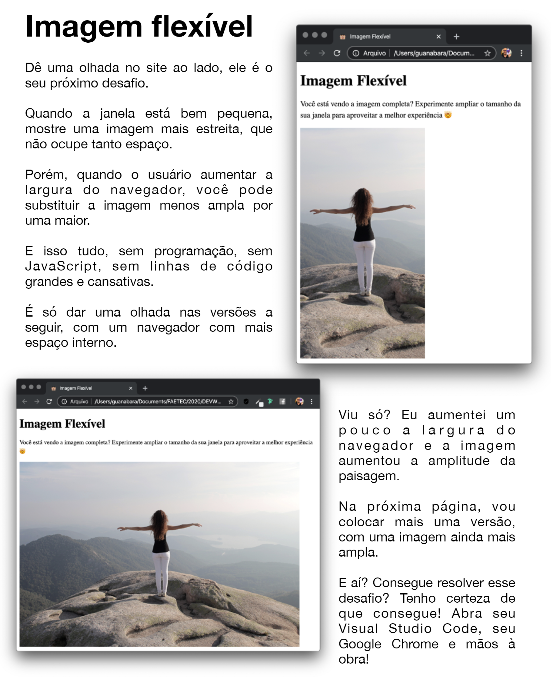 Imagem flexível
Dê uma olhada no site ao lado, ele é o
seu próximo desafio.
Quando a janela está bem pequena,
mostre uma imagem mais estreita, que
não ocupe tanto espaço.
Porém, quando o usuário aumentar a
largura do navegador, você pode
substituir a imagem menos ampla por
uma maior.
E isso tudo, sem programação, sem
JavaScript, sem linhas de código
grandes e cansativas.
É só dar uma olhada nas versões a
seguir, com um navegador com mais
espaço interno.
Imagem Flexível
Arquivo | /Users/guanabara/Docum...
Imagem Flexível
Você está vendo a imagem completa? Experimente ampliar o tamanho da
sua janela para aproveitar a melhor experiência 🤩
Imagem Flexível
Arquivo | /Users/guanabara/Documents/FAETEC/2020/DEVW...
Imagem Flexível
Você está vendo a imagem completa? Experimente ampliar o tamanho da sua janela para aproveitar a melhor experiência
🤩
Viu só? Eu aumentei um
pouco a largura do
navegador e a imagem
aumentou a amplitude da
paisagem.
Na próxima página, vou
colocar mais uma versão,
com uma imagem ainda mais
ampla.
E aí? Consegue resolver esse
desafio? Tenho certeza de
que consegue! Abra seu
Visual Studio Code, seu
Google Chrome e mãos à
obra!